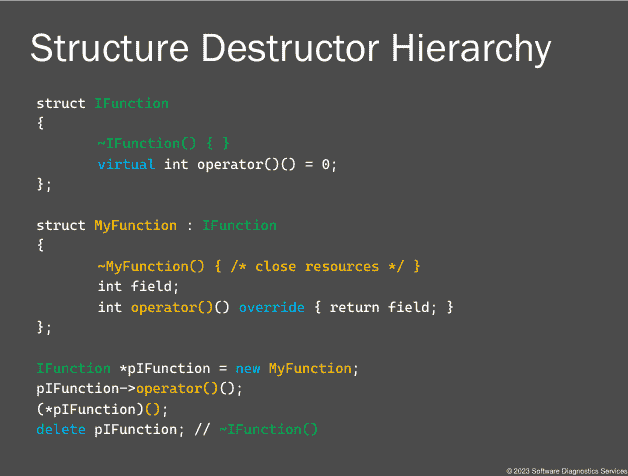 Structure Destructor Hierarchy
struct IFunction
{
~IFunction() { }
virtual int operator()() = 0;
};
struct MyFunction : IFunction
{
~MyFunction() { /* close resources */ }
int field;
int operator()() override { return field; }
};
IFunction *pIFunction = new MyFunction;
pIFunction->operator()();
(*pIFunction)();
delete pIFunction; // ~IFunction()
© 2023 Software Diagnostics Services